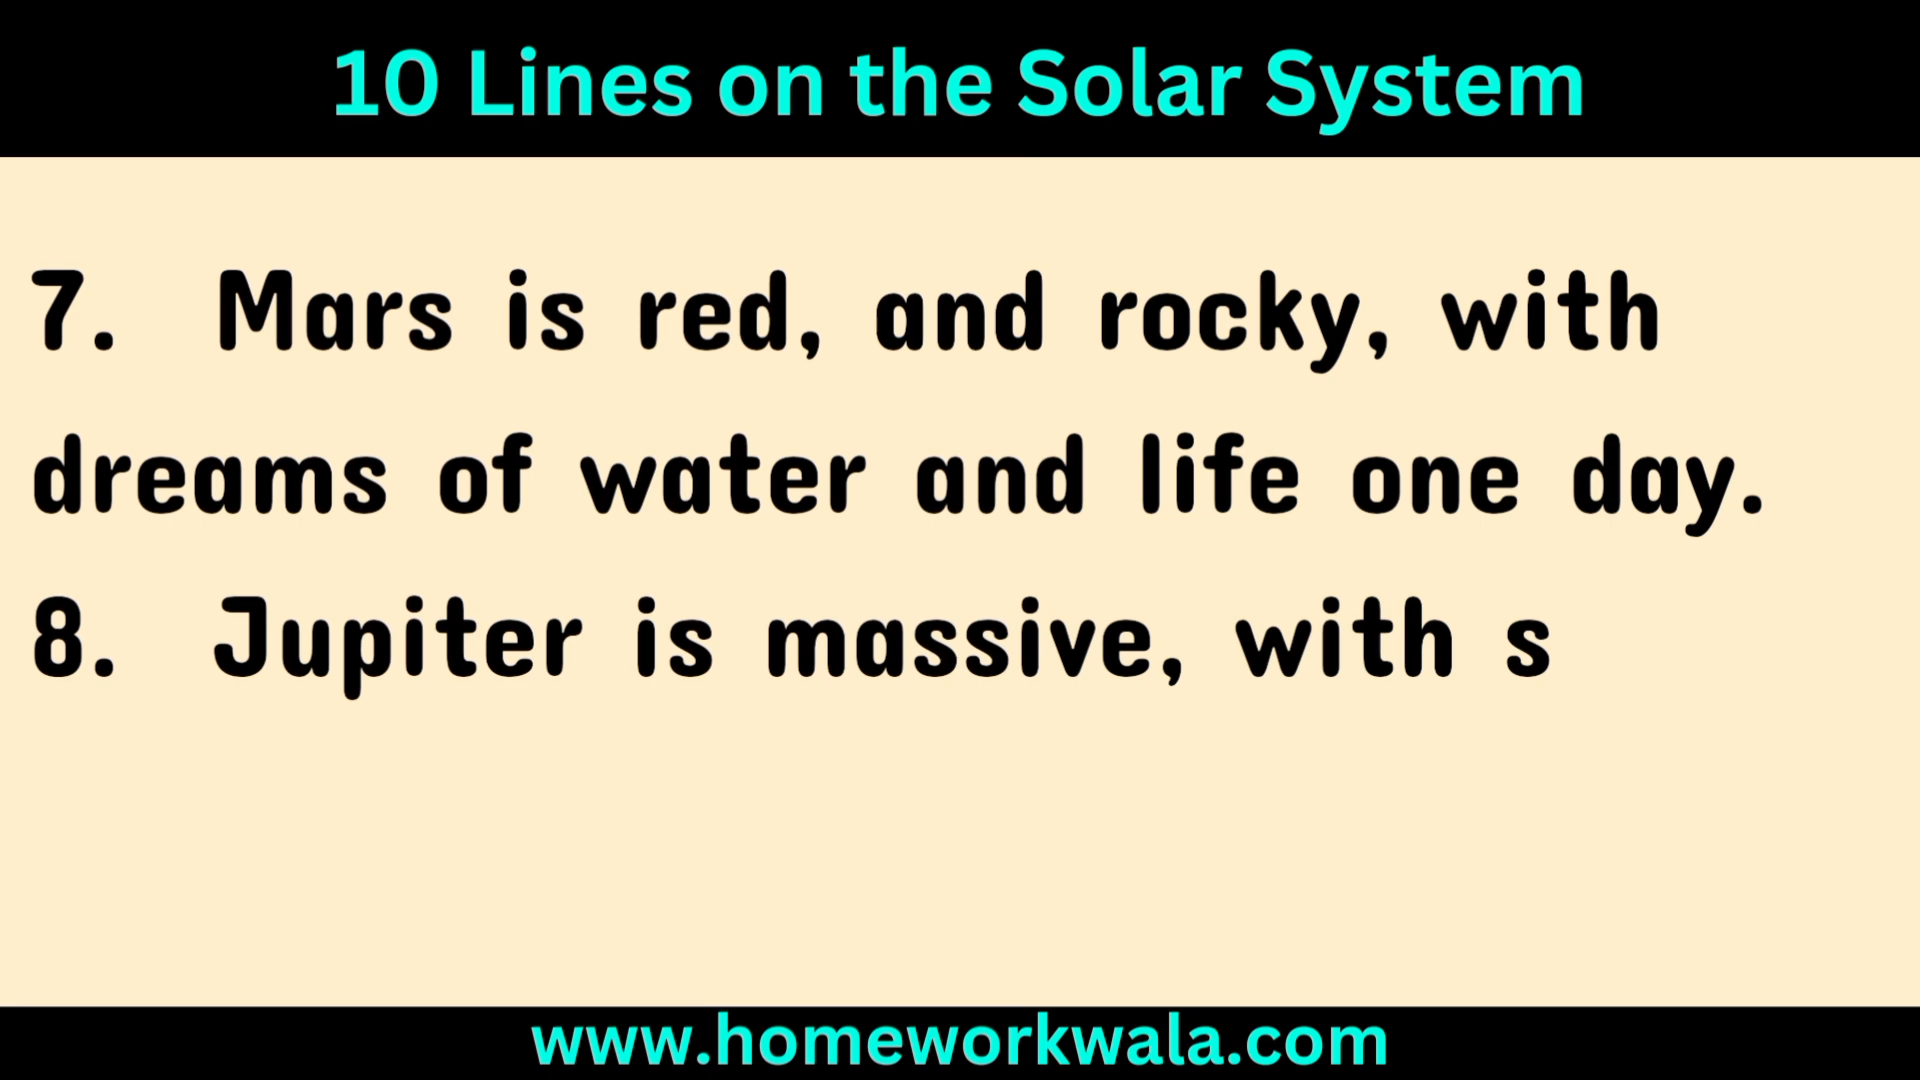 10 Lines on the Solar System
7. Mars is red, and rocky, with
dreams of water and life one day.
8. Jupiter is massive, with s
www.homeworkwala.com